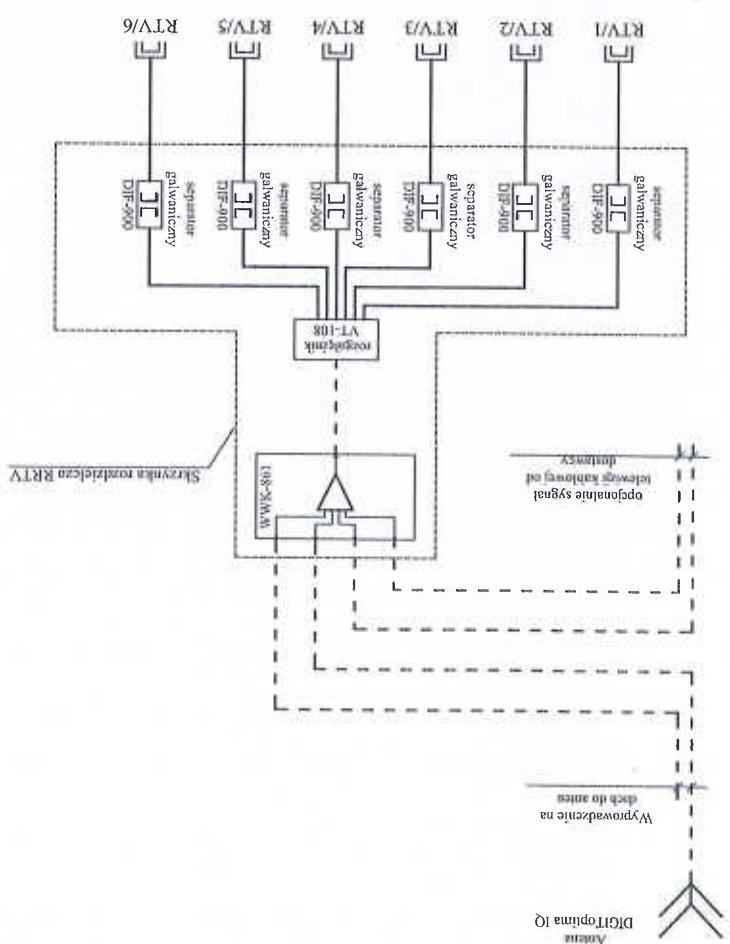 Antena
DIGIToptima IQ
Wyprowadzenie na
dach do anten
opcjonalnie sygnał
telewizji kablowej od
dostawcy
WWK-861
Skrzynka rozdzielcza RRTV
rozgałęźnik
VT-108
separator
galwaniczny
DIF-900
separator
galwaniczny
DIF-900
separator
galwaniczny
DIF-900
separator
galwaniczny
DIF-900
separator
galwaniczny
DIF-900
separator
galwaniczny
DIF-900
RTV/1
RTV/2
RTV/3
RTV/4
RTV/5
RTV/6